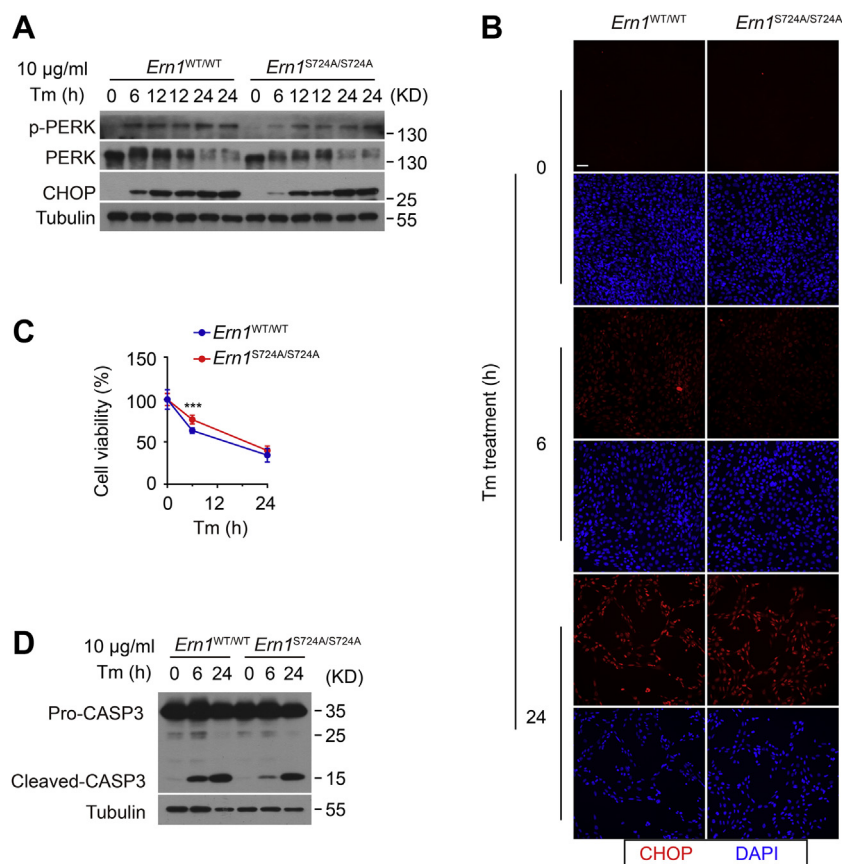 A
10 µg/ml
Ern1WT/WT
Ern1S724A/S724A
Tm (h)
0 6 12 12 24 24 0 6 12 12 24 24 (KD)
p-PERK
130
PERK
130
CHOP
25
Tubulin
55
B
Ern1WT/WT
Ern1S724A/S724A
Tm treatment (h)
0
6
24
CHOP DAPI
C
Ern1WT/WT
Ern1S724A/S724A
Cell viability (%)
150
100
50
0
***
0 12 24
Tm (h)
D
10 µg/ml
Ern1WT/WT
Ern1S724A/S724A
Tm (h)
0 6 24 0 6 24 (KD)
Pro-CASP3
35
25
Cleaved-CASP3
15
Tubulin
55